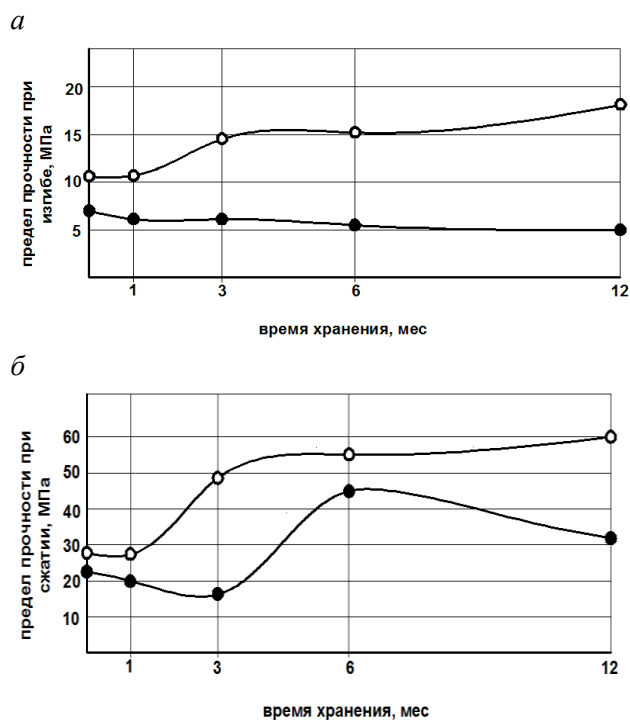 а
предел прочности при
изгибе, МПа
20
15
10
5
1 3 6 12
время хранения, мес
б
предел прочности при
сжатии, МПа
60
50
40
30
20
10
1 3 6 12
время хранения, мес